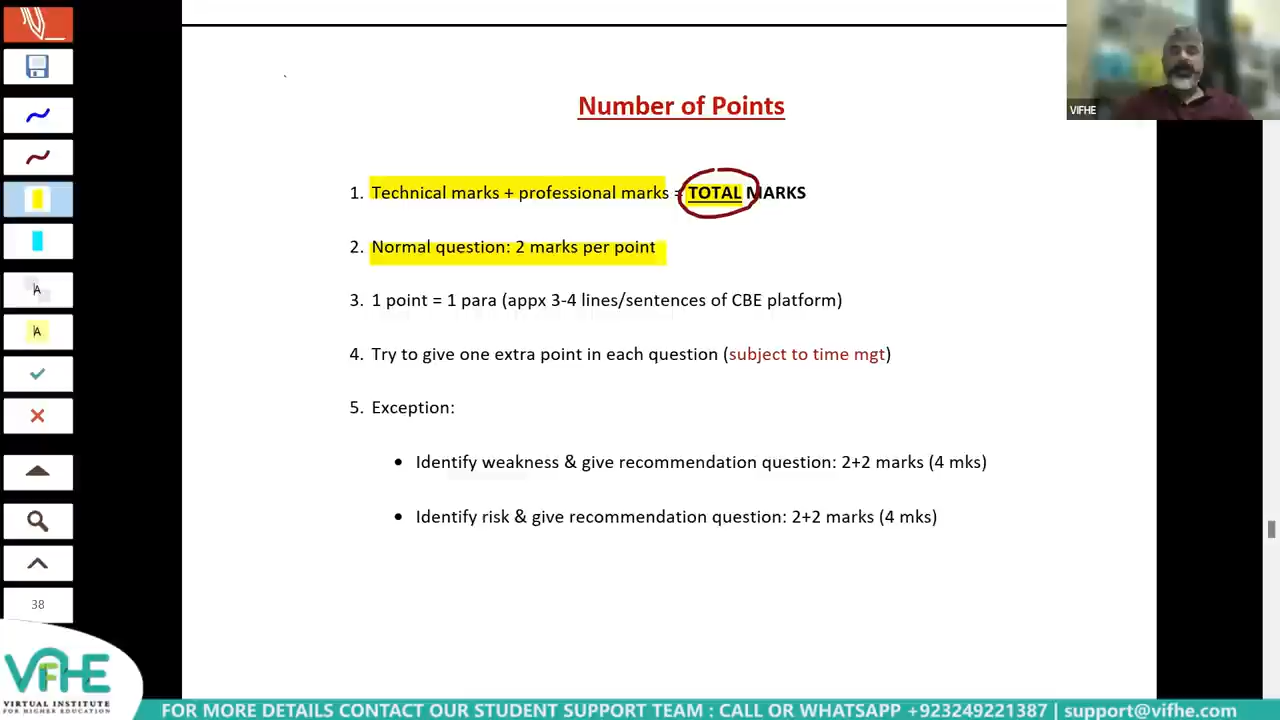 VIFHE
Number of Points
1. Technical marks + professional marks = TOTAL MARKS
2. Normal question: 2 marks per point
3. 1 point = 1 para (appx 3-4 lines/sentences of CBE platform)
4. Try to give one extra point in each question (subject to time mgt)
5. Exception:
• Identify weakness & give recommendation question: 2+2 marks (4 mks)
• Identify risk & give recommendation question: 2+2 marks (4 mks)
A
A
38
VIFHE
VIRTUAL INSTITUTE
FOR HIGHER EDUCATION
FOR MORE DETAILS CONTACT OUR STUDENT SUPPORT TEAM : CALL OR WHATSAPP +923249221387 | support@vifhe.com